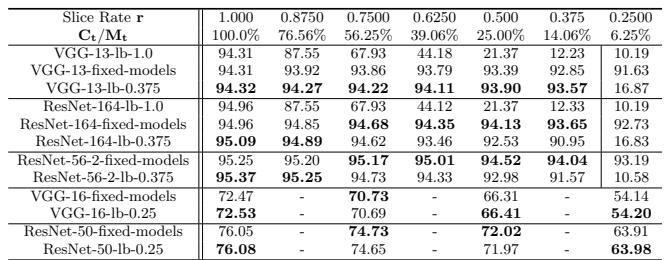 Slice Rate r 1.000 0.8750 0.7500 0.6250 0.500 0.375 0.2500
Ct/Mt 100.0% 76.56% 56.25% 39.06% 25.00% 14.06% 6.25%
VGG-13-lb-1.0 94.31 87.55 67.93 44.18 21.37 12.23 10.19
VGG-13-fixed-models 94.31 93.92 93.86 93.79 93.39 92.85 91.63
VGG-13-lb-0.375 94.32 94.27 94.22 94.11 93.90 93.57 16.87
ResNet-164-lb-1.0 94.96 87.55 67.93 44.12 21.37 12.33 10.19
ResNet-164-fixed-models 94.96 94.85 94.68 94.35 94.13 93.65 92.73
ResNet-164-lb-0.375 95.09 94.89 94.62 93.46 92.53 90.95 16.83
ResNet-56-2-fixed-models 95.25 95.20 95.17 95.01 94.52 94.04 93.19
ResNet-56-2-lb-0.375 95.37 95.25 94.73 94.33 92.98 91.57 10.58
VGG-16-fixed-models 72.47 - 70.73 - 66.31 - 54.14
VGG-16-lb-0.25 72.53 - 70.69 - 66.41 - 54.20
ResNet-50-fixed-models 76.05 - 74.73 - 72.02 - 63.91
ResNet-50-lb-0.25 76.08 - 74.65 - 71.97 - 63.98